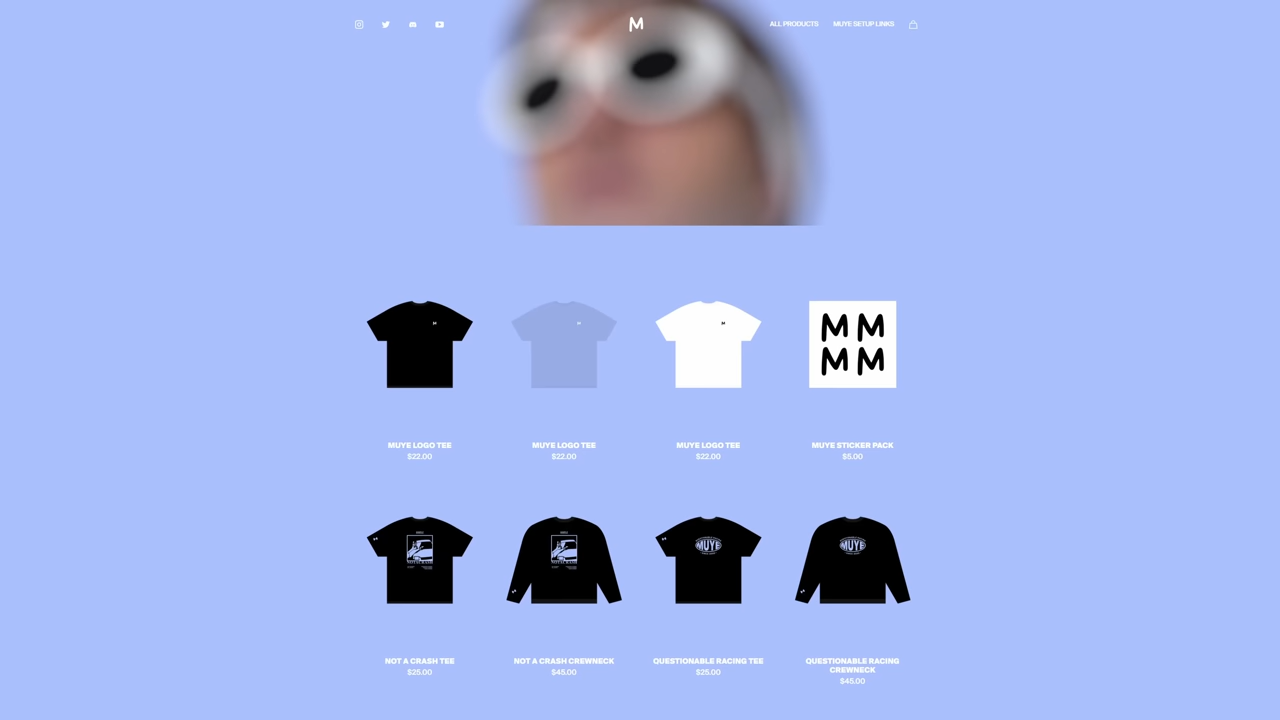 M
ALL PRODUCTS
MUYE SETUP LINKS
M M
M M
MUYE LOGO TEE
$22.00
MUYE LOGO TEE
$22.00
MUYE LOGO TEE
$22.00
MUYE STICKER PACK
$5.00
MUYE
MUYE
NOT A CRASH TEE
$25.00
NOT A CRASH CREWNECK
$45.00
QUESTIONABLE RACING TEE
$25.00
QUESTIONABLE RACING
CREWNECK
$45.00